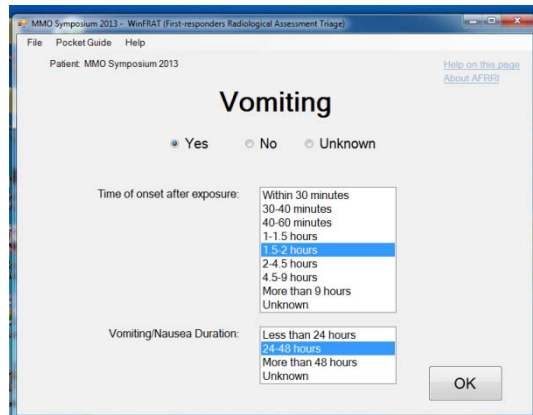 MMO Symposium 2013 - WinFRAT (First-responders Radiological Assessment Triage)
File Pocket Guide Help
Patient: MMO Symposium 2013
Help on this page
About AFRRI
Vomiting
Yes No Unknown
Time of onset after exposure:
Within 30 minutes
30-40 minutes
40-60 minutes
1-1.5 hours
1.5-2 hours
2-4.5 hours
4.5-9 hours
More than 9 hours
Unknown
Vomiting/Nausea Duration:
Less than 24 hours
24-48 hours
More than 48 hours
Unknown
OK